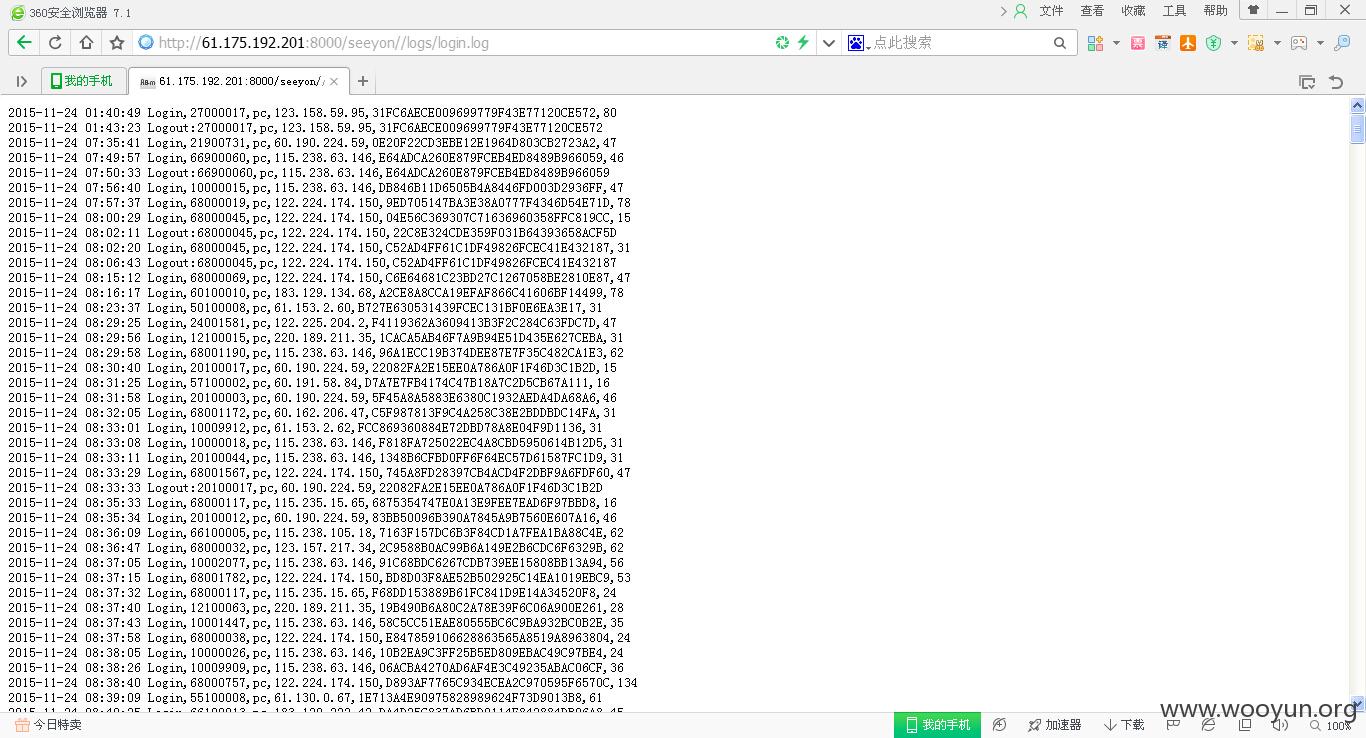 360安全浏览器 7.1
文件 查看 收藏 工具 帮助
http://61.175.192.201:8000/seeyon//logs/login.log
点此搜索
我的手机
61.175.192.201:8000/seeyon/
2015-11-24 01:40:49 Login,27000017,pc,123.158.59.95,31FC6AECE009699779F43E77120CE572,80
2015-11-24 01:43:23 Logout:27000017,pc,123.158.59.95,31FC6AECE009699779F43E77120CE572
2015-11-24 07:35:41 Login,21900731,pc,60.190.224.59,0E20F22CD3EBE12E1964D803CB2723A2,47
2015-11-24 07:49:57 Login,66900060,pc,115.238.63.146,E64ADCA260E879FCEB4ED8489B966059,46
2015-11-24 07:50:33 Logout:66900060,pc,115.238.63.146,E64ADCA260E879FCEB4ED8489B966059
2015-11-24 07:56:40 Login,10000015,pc,115.238.63.146,DB846B11D6505B4A8446FD003D2936FF,47
2015-11-24 07:57:37 Login,68000019,pc,122.224.174.150,9ED705147BA3E38A0777F4346D54E71D,78
2015-11-24 08:00:29 Login,68000045,pc,122.224.174.150,04E56C369307C71636960358FFC819CC,15
2015-11-24 08:02:11 Logout:68000045,pc,122.224.174.150,22C8E324CDE359F031B64393658ACF5D
2015-11-24 08:02:20 Login,68000045,pc,122.224.174.150,C52AD4FF61C1DF49826FCEC41E432187,31
2015-11-24 08:06:43 Logout:68000045,pc,122.224.174.150,C52AD4FF61C1DF49826FCEC41E432187
2015-11-24 08:15:12 Login,68000069,pc,122.224.174.150,C6E64681C23BD27C1267058BE2810E87,47
2015-11-24 08:16:17 Login,60100010,pc,183.129.134.68,A2CE8A8CCA19EFAF866C41606BF14499,78
2015-11-24 08:23:37 Login,50100008,pc,61.153.2.60,B727E630531439FCEC131BF0E6EA3E17,31
2015-11-24 08:29:25 Login,24001581,pc,122.225.204.2,F4119362A3609413B3F2C284C63FDC7D,47
2015-11-24 08:29:56 Login,12100015,pc,220.189.211.35,1CACA5AB46F7A9B94E51D435E627CEBA,31
2015-11-24 08:29:58 Login,68001190,pc,115.238.63.146,96A1ECC19B374DEE87E7F35C482CA1E3,62
2015-11-24 08:30:40 Login,20100017,pc,60.190.224.59,22082FA2E15EE0A786A0F1F46D3C1B2D,15
2015-11-24 08:31:25 Login,57100002,pc,60.191.58.84,D7A7E7FB4174C47B18A7C2D5CB67A111,16
2015-11-24 08:31:58 Login,20100003,pc,60.190.224.59,5F45A8A5883E6380C1932AEDA4DA68A6,46
2015-11-24 08:32:05 Login,68001172,pc,60.162.206.47,C5F987813F9C4A258C38E2BDDBDC14FA,31
2015-11-24 08:33:01 Login,10009912,pc,61.153.2.62,FCC869360884E72DBD78A8E04F9D1136,31
2015-11-24 08:33:08 Login,10000018,pc,115.238.63.146,F818FA725022EC4A8CBD5950614B12D5,31
2015-11-24 08:33:11 Login,20100044,pc,115.238.63.146,1348B6CFBD0FF6F64EC57D61587FC1D9,31
2015-11-24 08:33:29 Login,68001567,pc,122.224.174.150,745A8FD28397CB4ACD4F2DBF9A6FDF60,47
2015-11-24 08:33:33 Logout:20100017,pc,60.190.224.59,22082FA2E15EE0A786A0F1F46D3C1B2D
2015-11-24 08:35:33 Login,68000117,pc,115.235.15.65,6875354747E0A13E9FEE7EAD6F97BBD8,16
2015-11-24 08:35:34 Login,20100012,pc,60.190.224.59,83BB50096B390A7845A9B7560E607A16,46
2015-11-24 08:36:09 Login,66100005,pc,115.238.105.18,7163F157DC6B3F84CD1A7FEA1BA88C4E,62
2015-11-24 08:36:47 Login,68000032,pc,123.157.217.34,2C9588B0AC99B6A149E2B6CDC6F6329B,62
2015-11-24 08:37:05 Login,10002077,pc,115.238.63.146,91C68BDC6267CDB739EE15808BB13A94,56
2015-11-24 08:37:15 Login,68001782,pc,122.224.174.150,BD8D03F8AE52B502925C14EA1019EBC9,53
2015-11-24 08:37:32 Login,68000117,pc,115.235.15.65,F68DD153889B61FC841D9E14A34520F8,24
2015-11-24 08:37:40 Login,12100063,pc,220.189.211.35,19B490B6A80C2A78E39F6C06A900E261,28
2015-11-24 08:37:43 Login,10001447,pc,115.238.63.146,58C5CC51EAE80555BC6C9BA932BC0B2E,35
2015-11-24 08:37:58 Login,68000038,pc,122.224.174.150,E847859106628863565A8519A8963804,24
2015-11-24 08:38:05 Login,10000026,pc,115.238.63.146,10B2EA9C3FF25B5ED809EBAC49C97BE4,24
2015-11-24 08:38:26 Login,10009909,pc,115.238.63.146,06ACBA4270AD6AF4E3C49235ABAC06CF,36
2015-11-24 08:38:40 Login,68000757,pc,122.224.174.150,D893AF7765C934ECEA2C970595F6570C,134
2015-11-24 08:39:09 Login,55100008,pc,61.130.0.67,1E713A4E90975828989624F73D9013B8,61
今日特卖
我的手机 加速器 下载 100%
www.wooyun.org